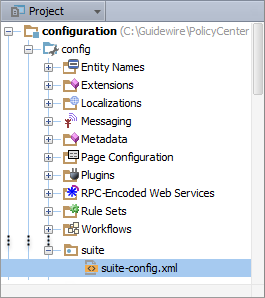 Project
configuration (C:\Guidewire\PolicyCenter
config
Entity Names
Extensions
Localizations
Messaging
Metadata
Page Configuration
Plugins
RPC-Encoded Web Services
Rule Sets
Workflows
suite
suite-config.xml